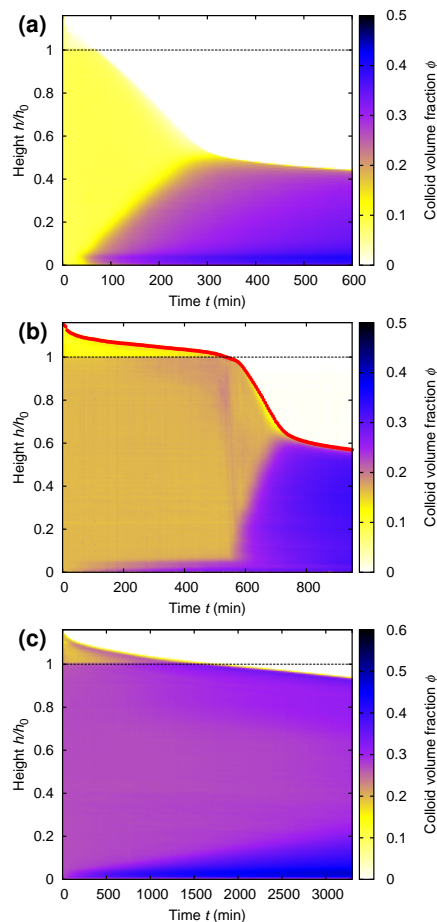 (a)
0.5
1
0.4
0.8
0.3
0.6
0.2
0.4
0.1
0.2
0
0
0 100 200 300 400 500 600
Time t (min)
Height h/h0
Colloid volume fraction ϕ
(b)
0.5
1
0.4
0.8
0.3
0.6
0.2
0.4
0.1
0.2
0
0
0 200 400 600 800
Time t (min)
Height h/h0
Colloid volume fraction ϕ
(c)
0.6
1
0.5
0.8
0.4
0.6
0.3
0.4
0.2
0.2
0.1
0
0
0 500 1000 1500 2000 2500 3000
Time t (min)
Height h/h0
Colloid volume fraction ϕ